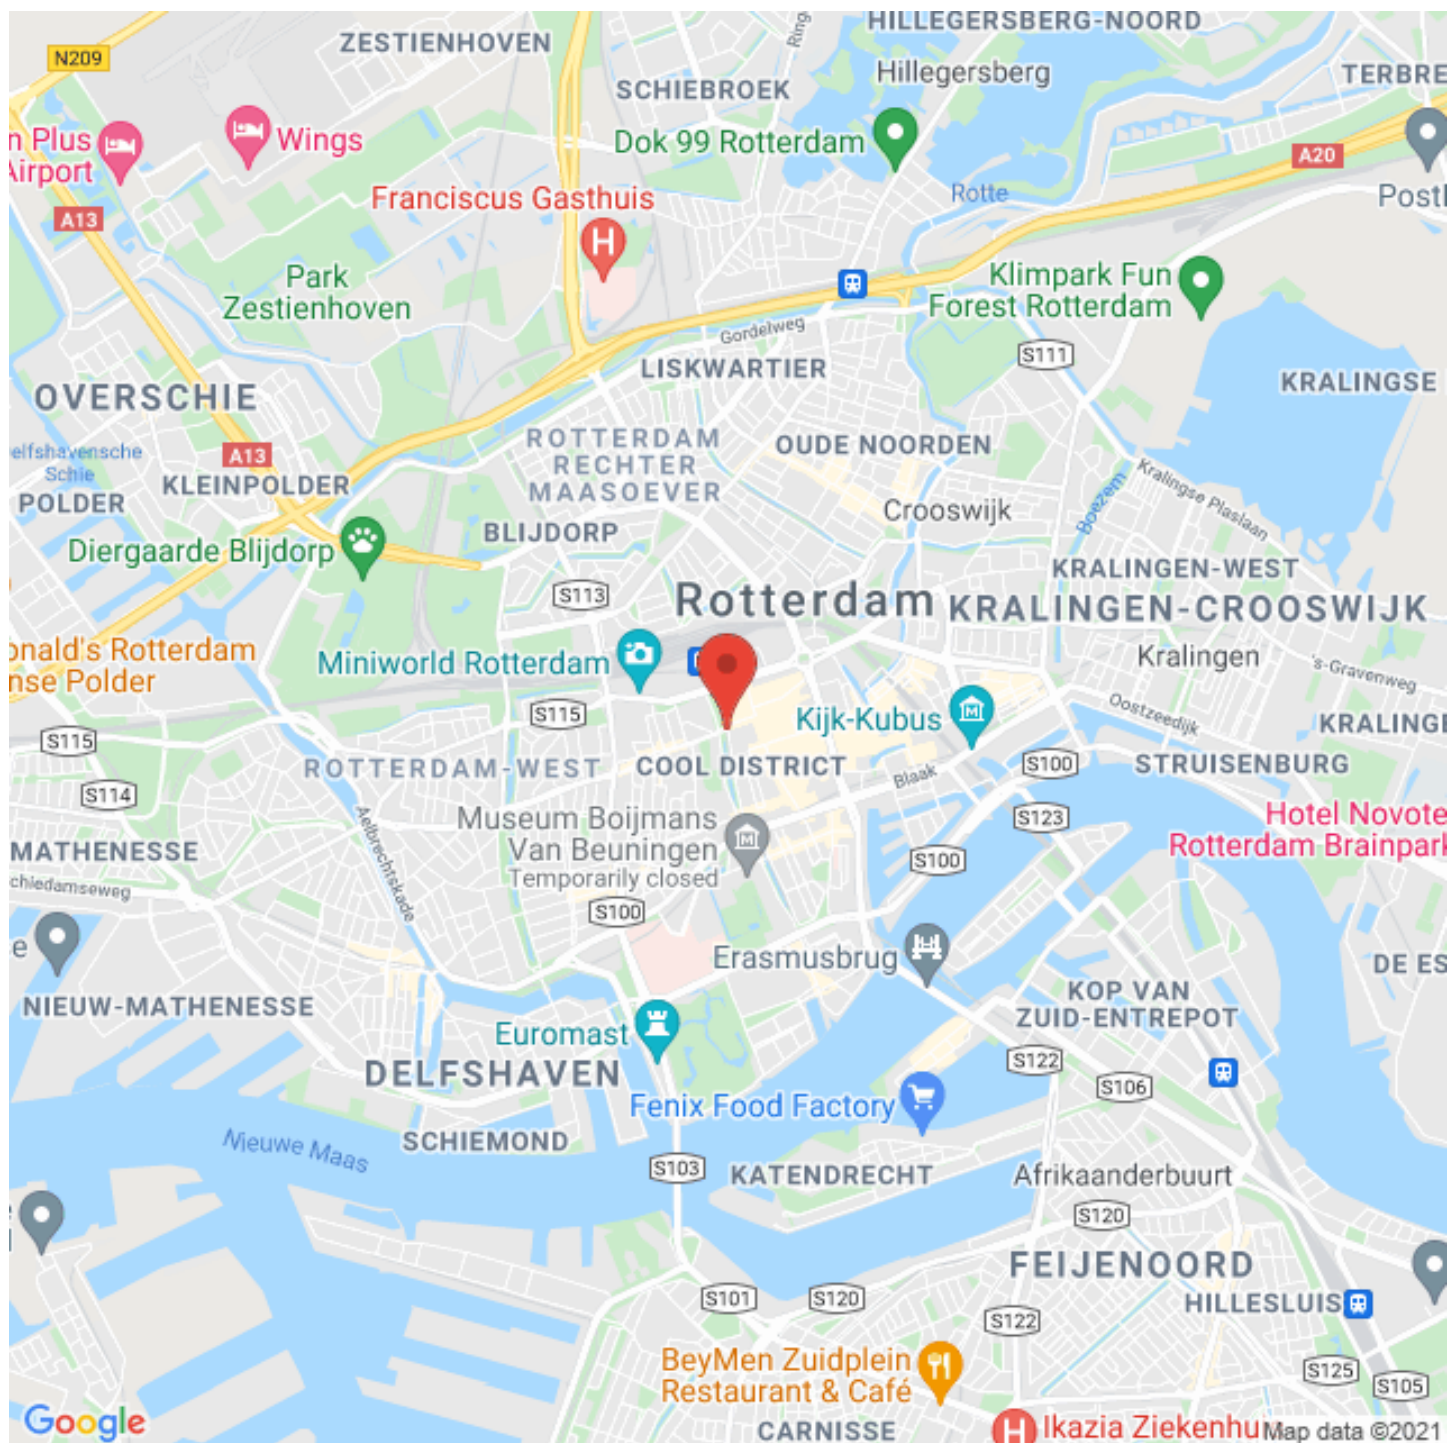 HILLEGERSBERG-NOORD
ZESTIENHOVEN
N209
Hillegersberg
TERBRE
SCHIEBROEK
Ring
n Plus
Airport
Wings
Dok 99 Rotterdam
A20
Rotte
Postl
Franciscus Gasthuis
A13
Park
Zestienhoven
Klimpark Fun
Forest Rotterdam
Gordelweg
S111
LISKWARTIER
KRALINGSE
OVERSCHIE
ROTTERDAM
RECHTER
MAASOEVER
OUDE NOORDEN
elfshavensche
Schie
A13
KLEINPOLDER
POLDER
Kralingse Plaslaan
Boezem
Crooswijk
BLIJDORP
Diergaarde Blijdorp
KRALINGEN-WEST
S113
Rotterdam
KRALINGEN-CROOSWIJK
onald's Rotterdam
nse Polder
Miniworld Rotterdam
Kralingen
's-Gravenweg
S115
Kijk-Kubus
Oostzeedijk
KRALINGE
S115
ROTTERDAM-WEST
COOL DISTRICT
Blaak
S100
STRUISENBURG
S114
Aelbrechtskade
Museum Boijmans
Van Beuningen
Temporarily closed
S123
Hotel Novote
Rotterdam Brainpark
MATHENESSE
S100
chiedamseweg
S100
e
Erasmusbrug
DE ES
NIEUW-MATHENESSE
KOP VAN
ZUID-ENTREPOT
Euromast
S122
DELFSHAVEN
S106
Fenix Food Factory
Nieuwe Maas
SCHIEMOND
S103
KATENDRECHT
Afrikaanderbuurt
S120
FEIJENOORD
S101
S120
HILLESLUIS
S122
BeyMen Zuidplein
Restaurant & Café
S125
S105
Google
CARNISSE
Ikazia Ziekenhu
Map data ©2021